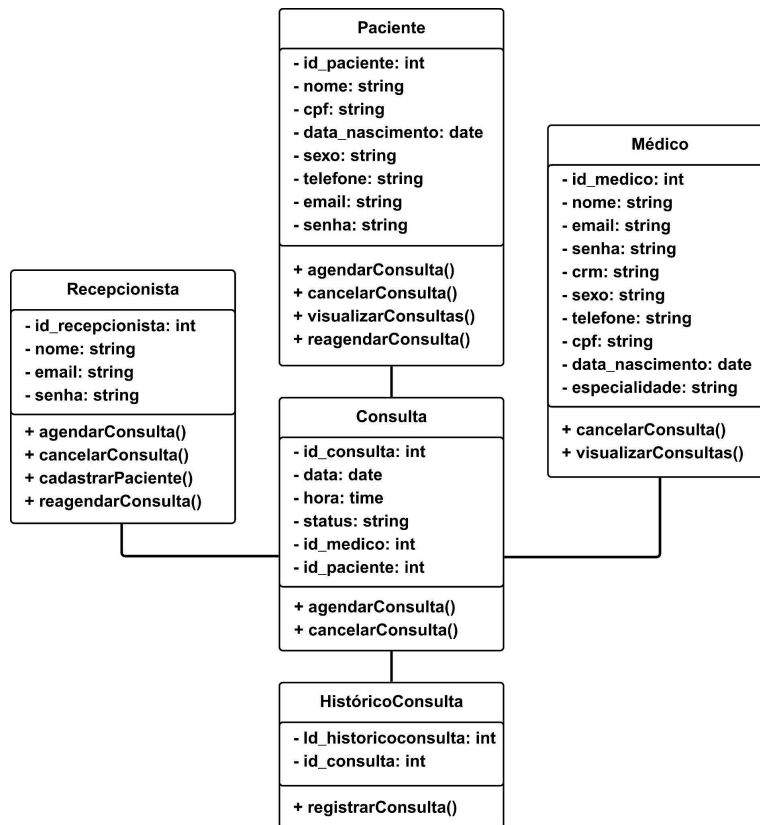 Paciente
- id_paciente: int
- nome: string
- cpf: string
- data_nascimento: date
- sexo: string
- telefone: string
- email: string
- senha: string
+ agendarConsulta()
+ cancelarConsulta()
+ visualizarConsultas()
+ reagendarConsulta()
Médico
- id_medico: int
- nome: string
- email: string
- senha: string
- crm: string
- sexo: string
- telefone: string
- cpf: string
- data_nascimento: date
- especialidade: string
+ cancelarConsulta()
+ visualizarConsultas()
Recepcionista
- id_recepcionista: int
- nome: string
- email: string
- senha: string
+ agendarConsulta()
+ cancelarConsulta()
+ cadastrarPaciente()
+ reagendarConsulta()
Consulta
- id_consulta: int
- data: date
- hora: time
- status: string
- id_medico: int
- id_paciente: int
+ agendarConsulta()
+ cancelarConsulta()
HistóricoConsulta
- Id_historicoconsulta: int
- id_consulta: int
+ registrarConsulta()